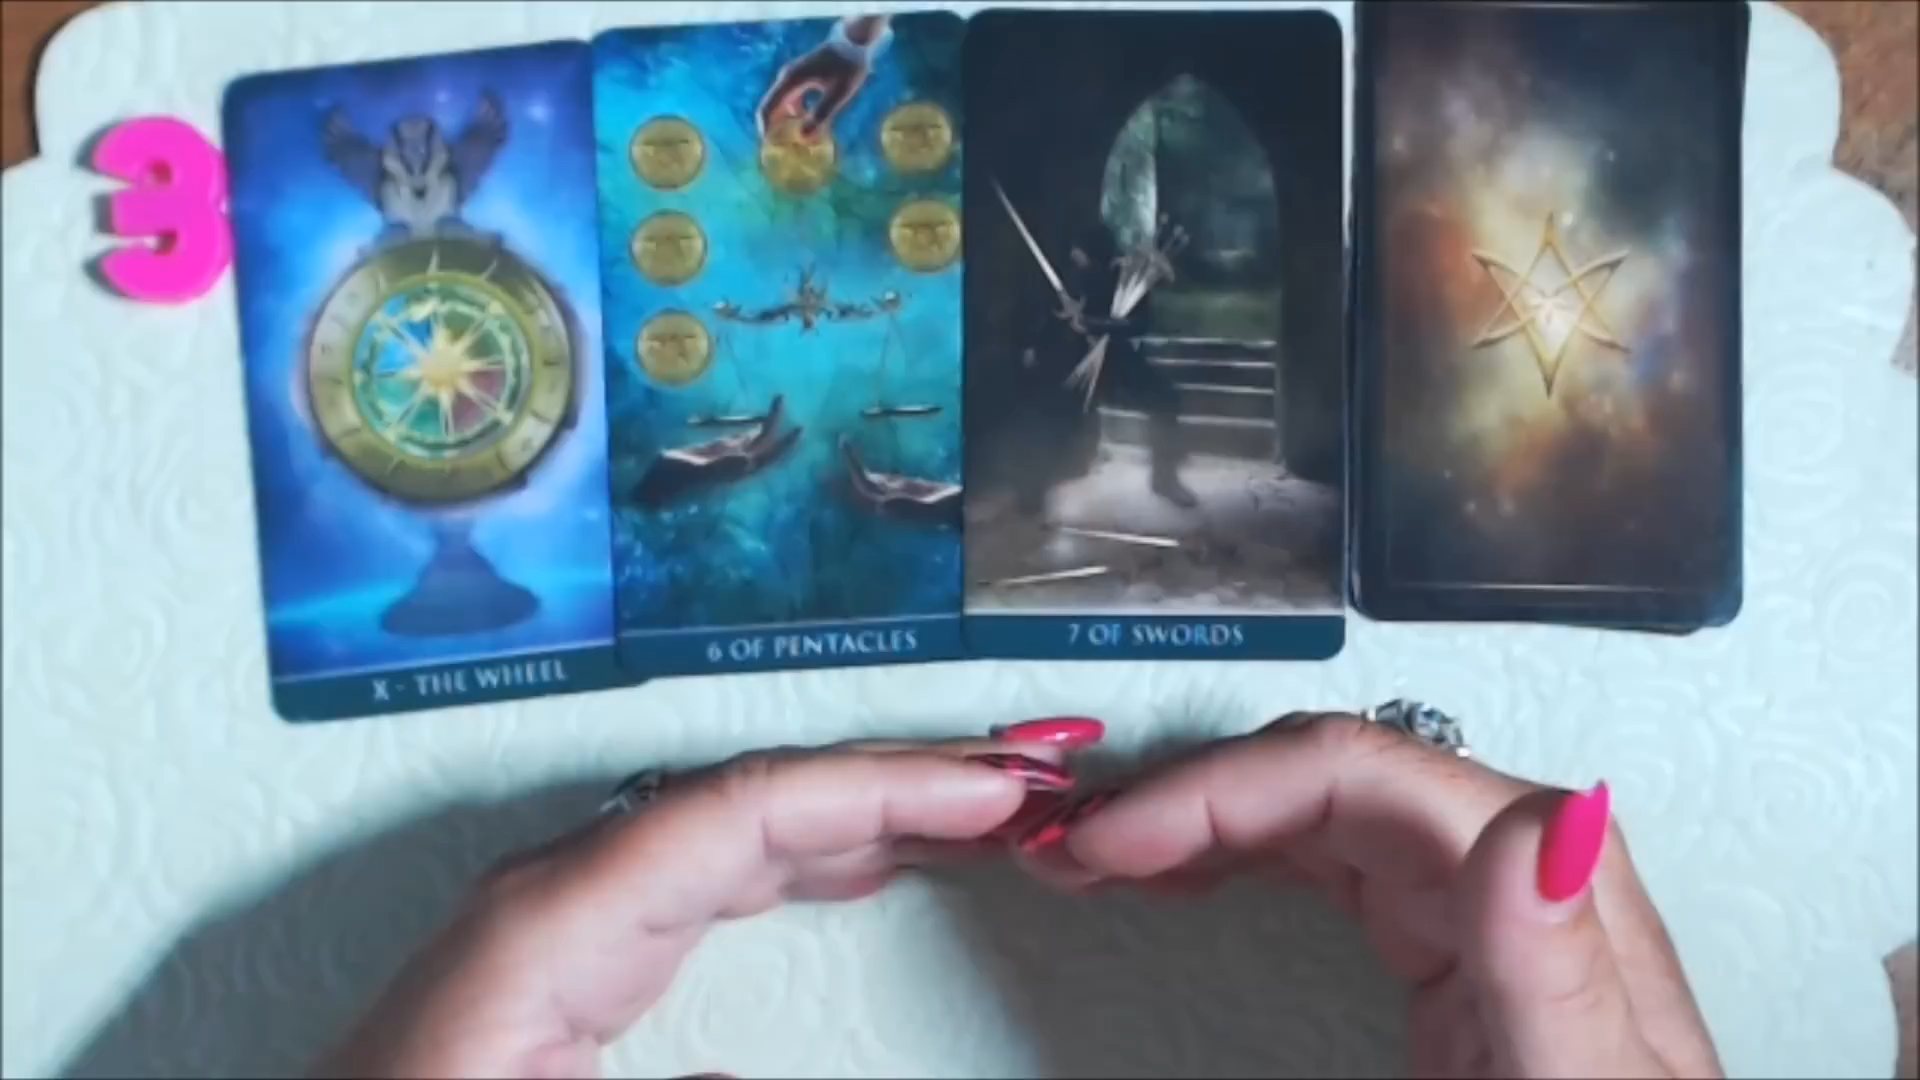 3
X - THE WHEEL
6 OF PENTACLES
7 OF SWORDS